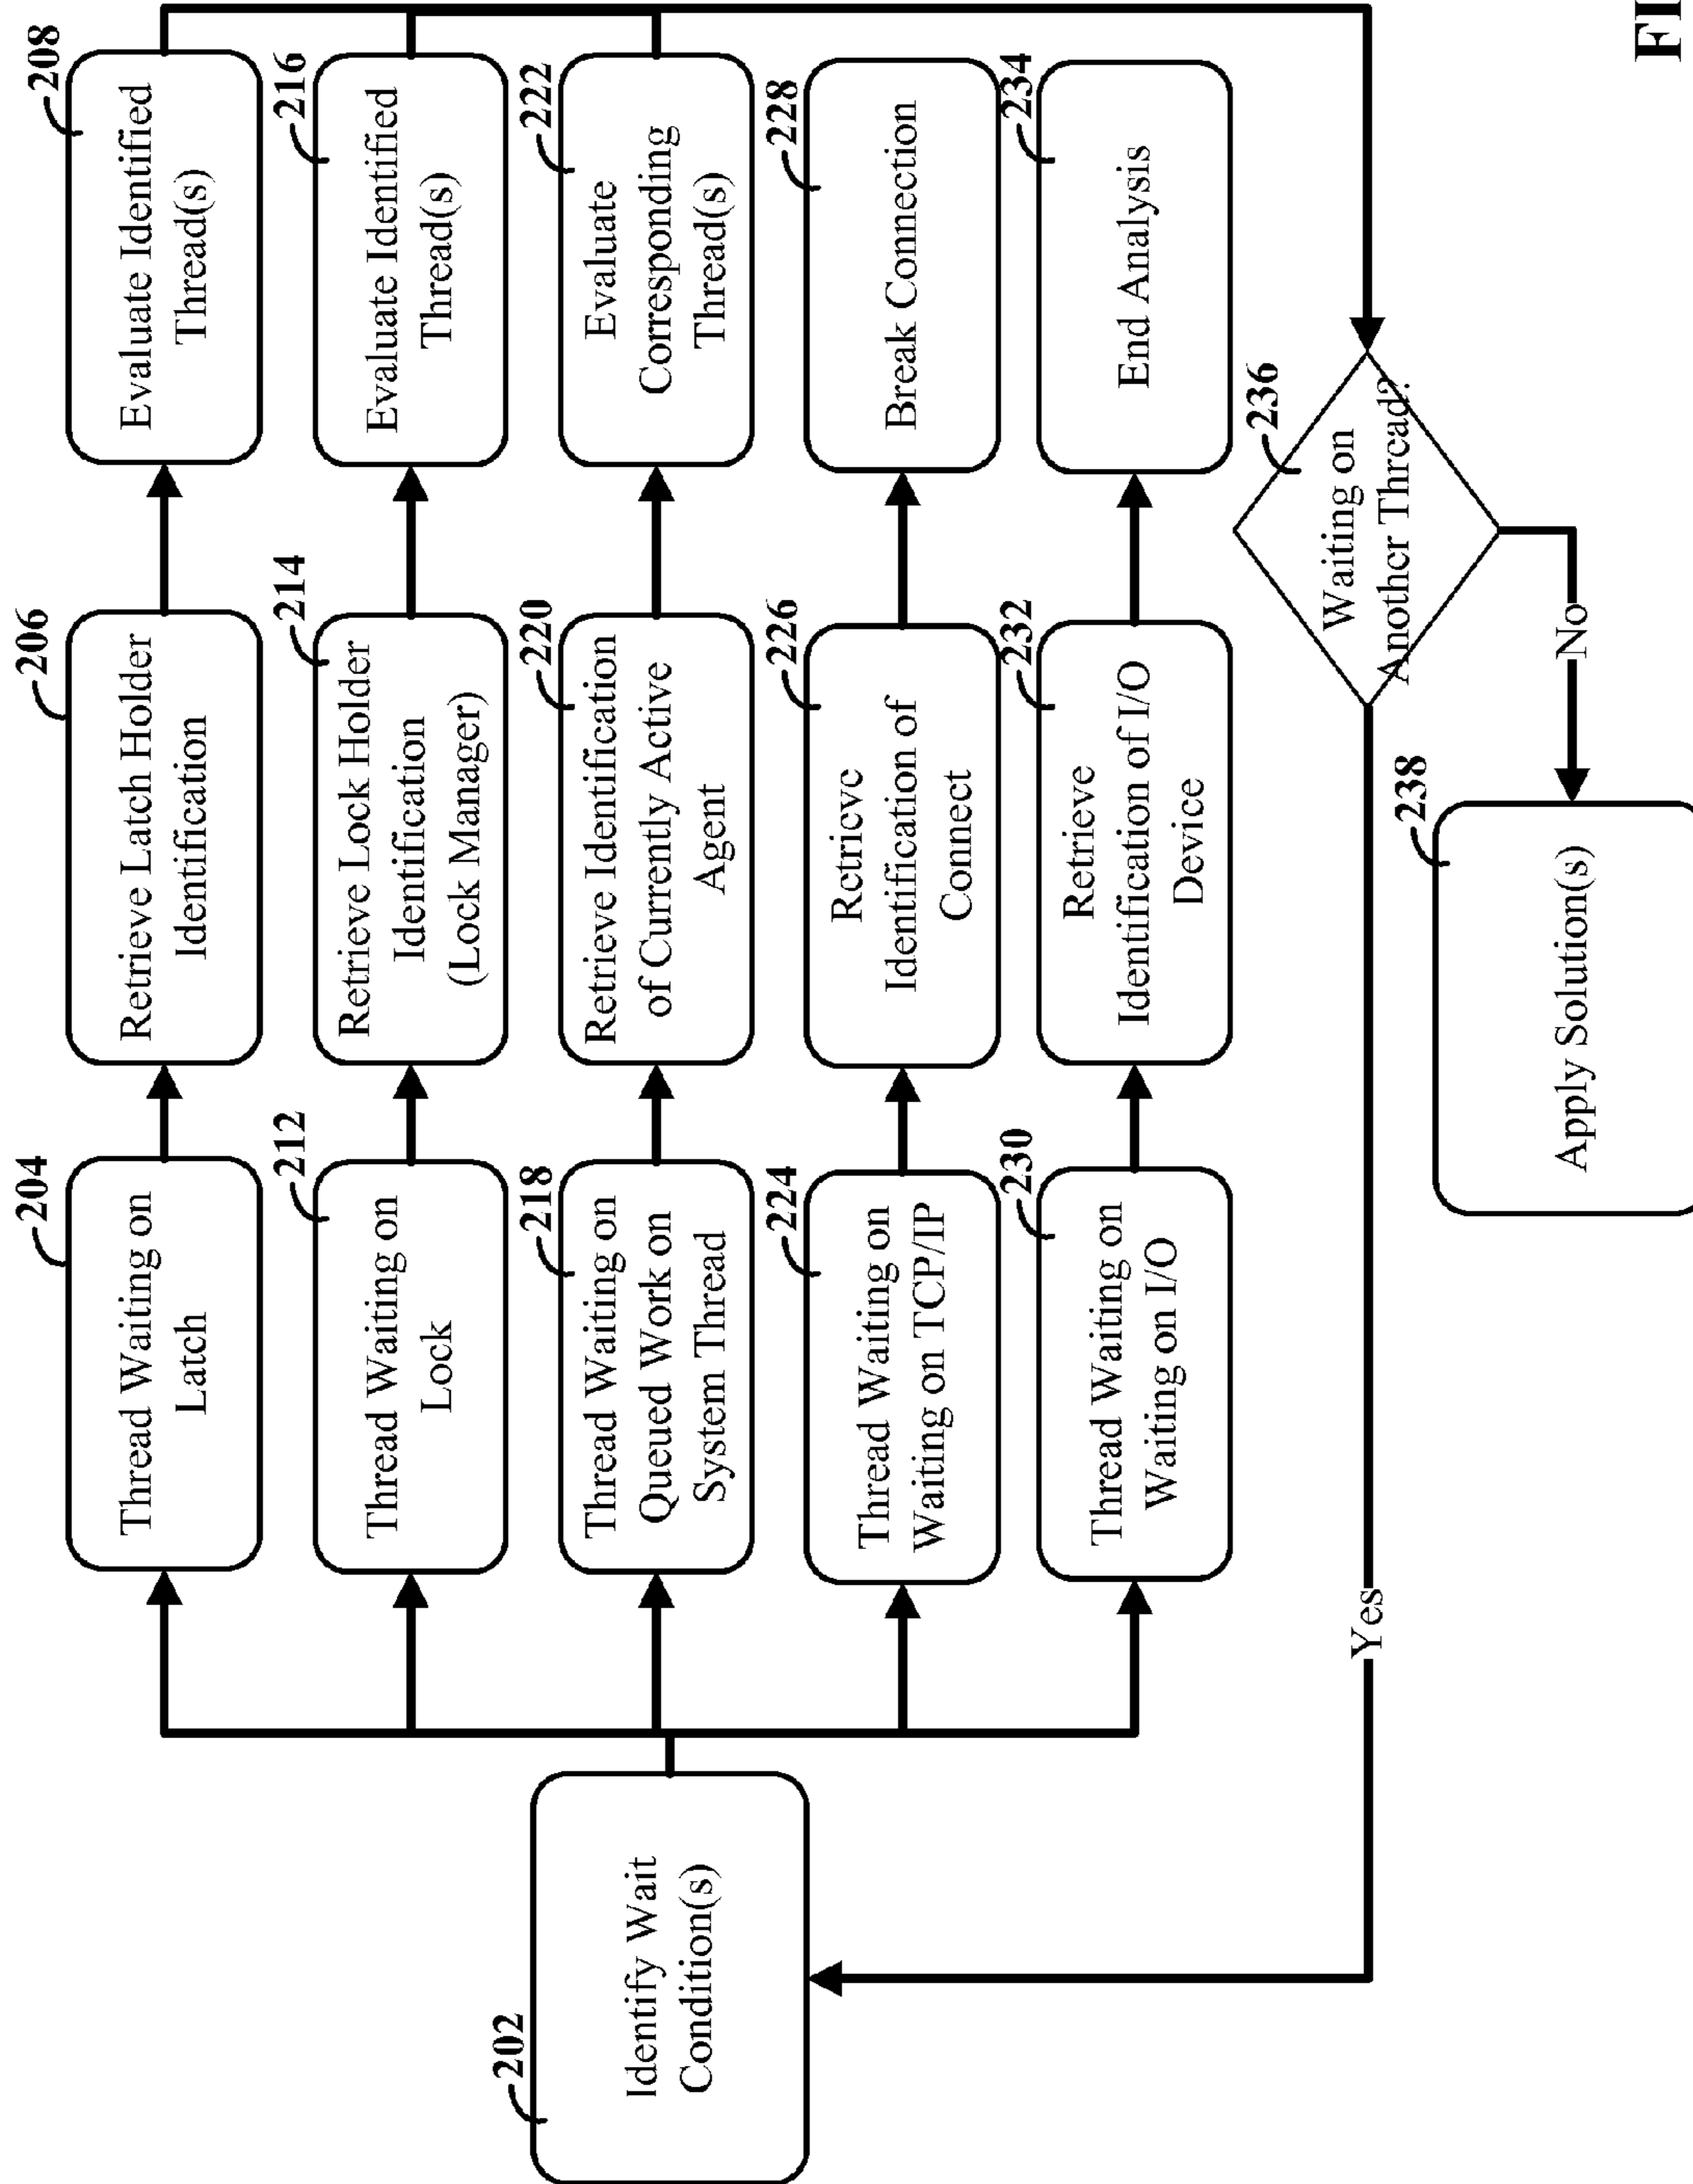 202
Identify Wait
Condition(s)
204
Thread Waiting on
Latch
206
Retrieve Latch Holder
Identification
208
Evaluate Identified
Thread(s)
212
Thread Waiting on
Lock
214
Retrieve Lock Holder
Identification
(Lock Manager)
216
Evaluate Identified
Thread(s)
218
Thread Waiting on
Queued Work on
System Thread
220
Retrieve Identification
of Currently Active
Agent
222
Evaluate
Corresponding
Thread(s)
224
Thread Waiting on
Waiting on TCP/IP
226
Retrieve
Identification of
Connect
228
Break Connection
230
Thread Waiting on
Waiting on I/O
232
Retrieve
Identification of I/O
Device
234
End Analysis
236
Waiting on
Another Thread?
Yes
No
238
Apply Solution(s)